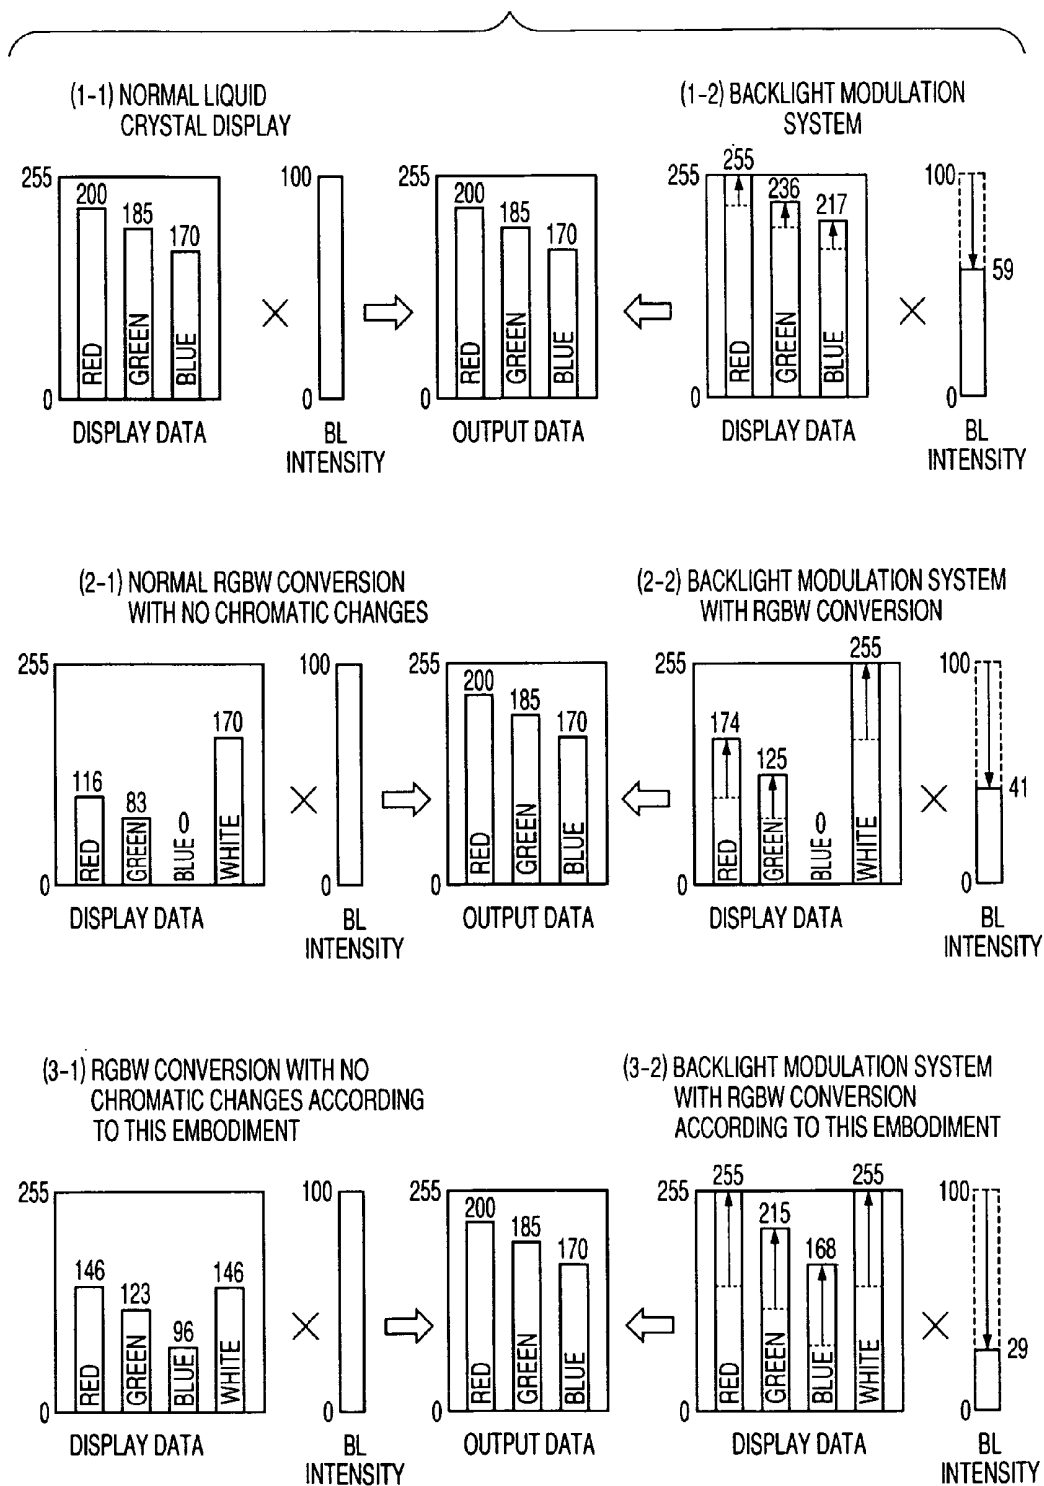 (1-1) NORMAL LIQUID
CRYSTAL DISPLAY
(1-2) BACKLIGHT MODULATION
SYSTEM
255
200
185
170
RED
GREEN
BLUE
0
DISPLAY DATA
100
0
BL
INTENSITY
255
200
185
170
RED
GREEN
BLUE
0
OUTPUT DATA
255
255
236
217
RED
GREEN
BLUE
0
DISPLAY DATA
100
59
0
BL
INTENSITY
(2-1) NORMAL RGBW CONVERSION
WITH NO CHROMATIC CHANGES
(2-2) BACKLIGHT MODULATION SYSTEM
WITH RGBW CONVERSION
255
116
83
0
170
RED
GREEN
BLUE
WHITE
0
DISPLAY DATA
100
0
BL
INTENSITY
255
200
185
170
RED
GREEN
BLUE
0
OUTPUT DATA
255
174
125
0
255
RED
GREEN
BLUE
WHITE
0
DISPLAY DATA
100
41
0
BL
INTENSITY
(3-1) RGBW CONVERSION WITH NO
CHROMATIC CHANGES ACCORDING
TO THIS EMBODIMENT
(3-2) BACKLIGHT MODULATION SYSTEM
WITH RGBW CONVERSION
ACCORDING TO THIS EMBODIMENT
255
146
123
96
146
RED
GREEN
BLUE
WHITE
0
DISPLAY DATA
100
0
BL
INTENSITY
255
200
185
170
RED
GREEN
BLUE
0
OUTPUT DATA
255
255
215
168
255
RED
GREEN
BLUE
WHITE
0
DISPLAY DATA
100
29
0
BL
INTENSITY